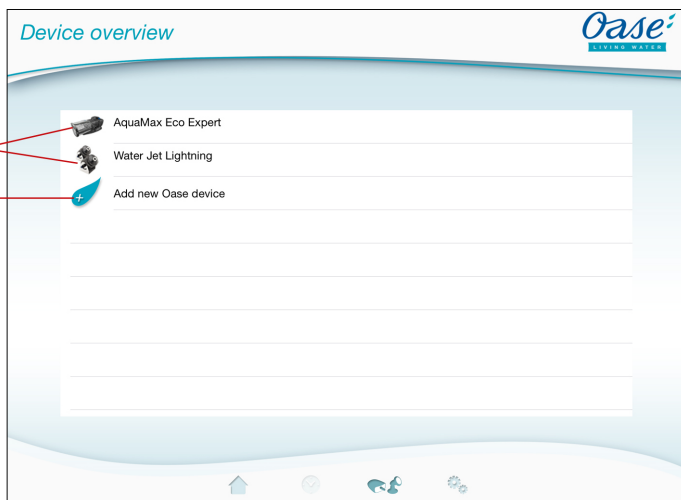 Device overview
Oase
LIVING WATER
AquaMax Eco Expert
Water Jet Lightning
+ Add new Oase device